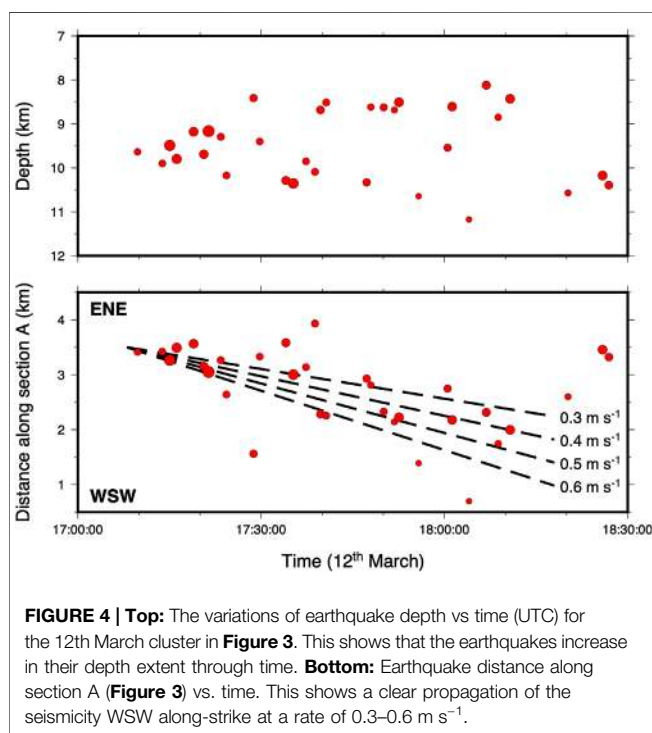 7
8
9
10
11
12
Depth (km)
ENE
4
3
2
1
WSW
Distance along section A (km)
0.3 m s⁻¹
0.4 m s⁻¹
0.5 m s⁻¹
0.6 m s⁻¹
17:00:00
17:30:00
18:00:00
18:30:00
Time (12th March)
FIGURE 4 | Top: The variations of earthquake depth vs time (UTC) for
the 12th March cluster in Figure 3. This shows that the earthquakes increase
in their depth extent through time. Bottom: Earthquake distance along
section A (Figure 3) vs. time. This shows a clear propagation of the
seismicity WSW along-strike at a rate of 0.3–0.6 m s⁻¹.